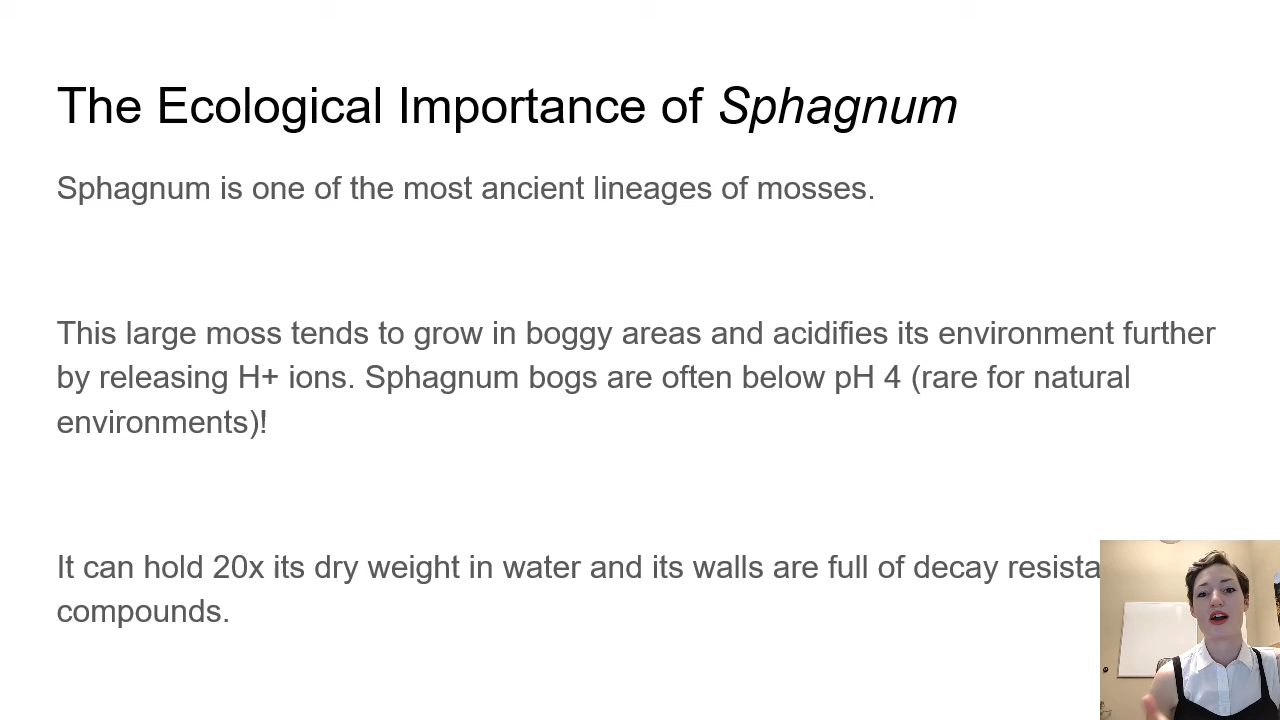 The Ecological Importance of Sphagnum
Sphagnum is one of the most ancient lineages of mosses.
This large moss tends to grow in boggy areas and acidifies its environment further
by releasing H+ ions. Sphagnum bogs are often below pH 4 (rare for natural
environments)!
It can hold 20x its dry weight in water and its walls are full of decay resista
compounds.